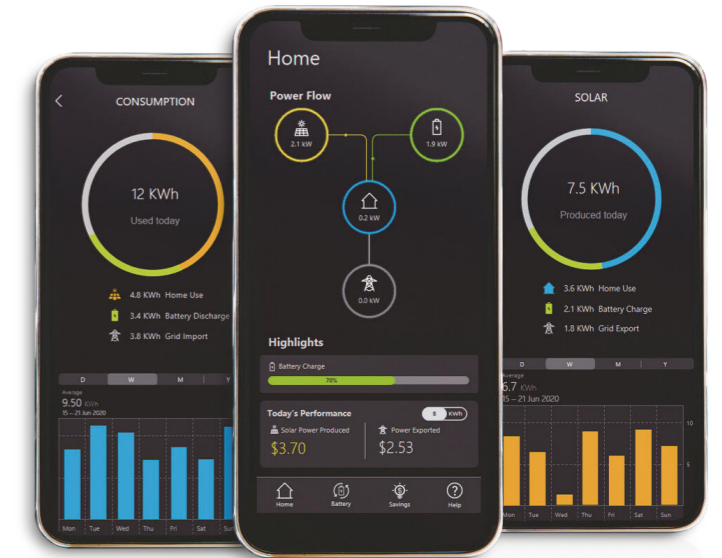 CONSUMPTION
12 KWh
Used today
4.8 KWh Home Use
3.4 KWh Battery Discharge
3.8 KWh Grid Import
D W M Y
Average
9.50 KWh
15 – 21 Jun 2020
Mon Tue Wed Thu Fri Sat Sun
Home
Power Flow
2.1 kW
1.9 kW
0.2 kW
0.0 kW
Highlights
Battery Charge
70%
Today's Performance
$ KWh
Solar Power Produced
Power Exported
$3.70
$2.53
Home Battery Savings Help
SOLAR
7.5 KWh
Produced today
3.6 KWh Home Use
2.1 KWh Battery Charge
1.8 KWh Grid Export
D W M Y
Average
6.7 KWh
15 – 21 Jun 2020
10
5
Mon Tue Wed Thu Fri Sat Sun